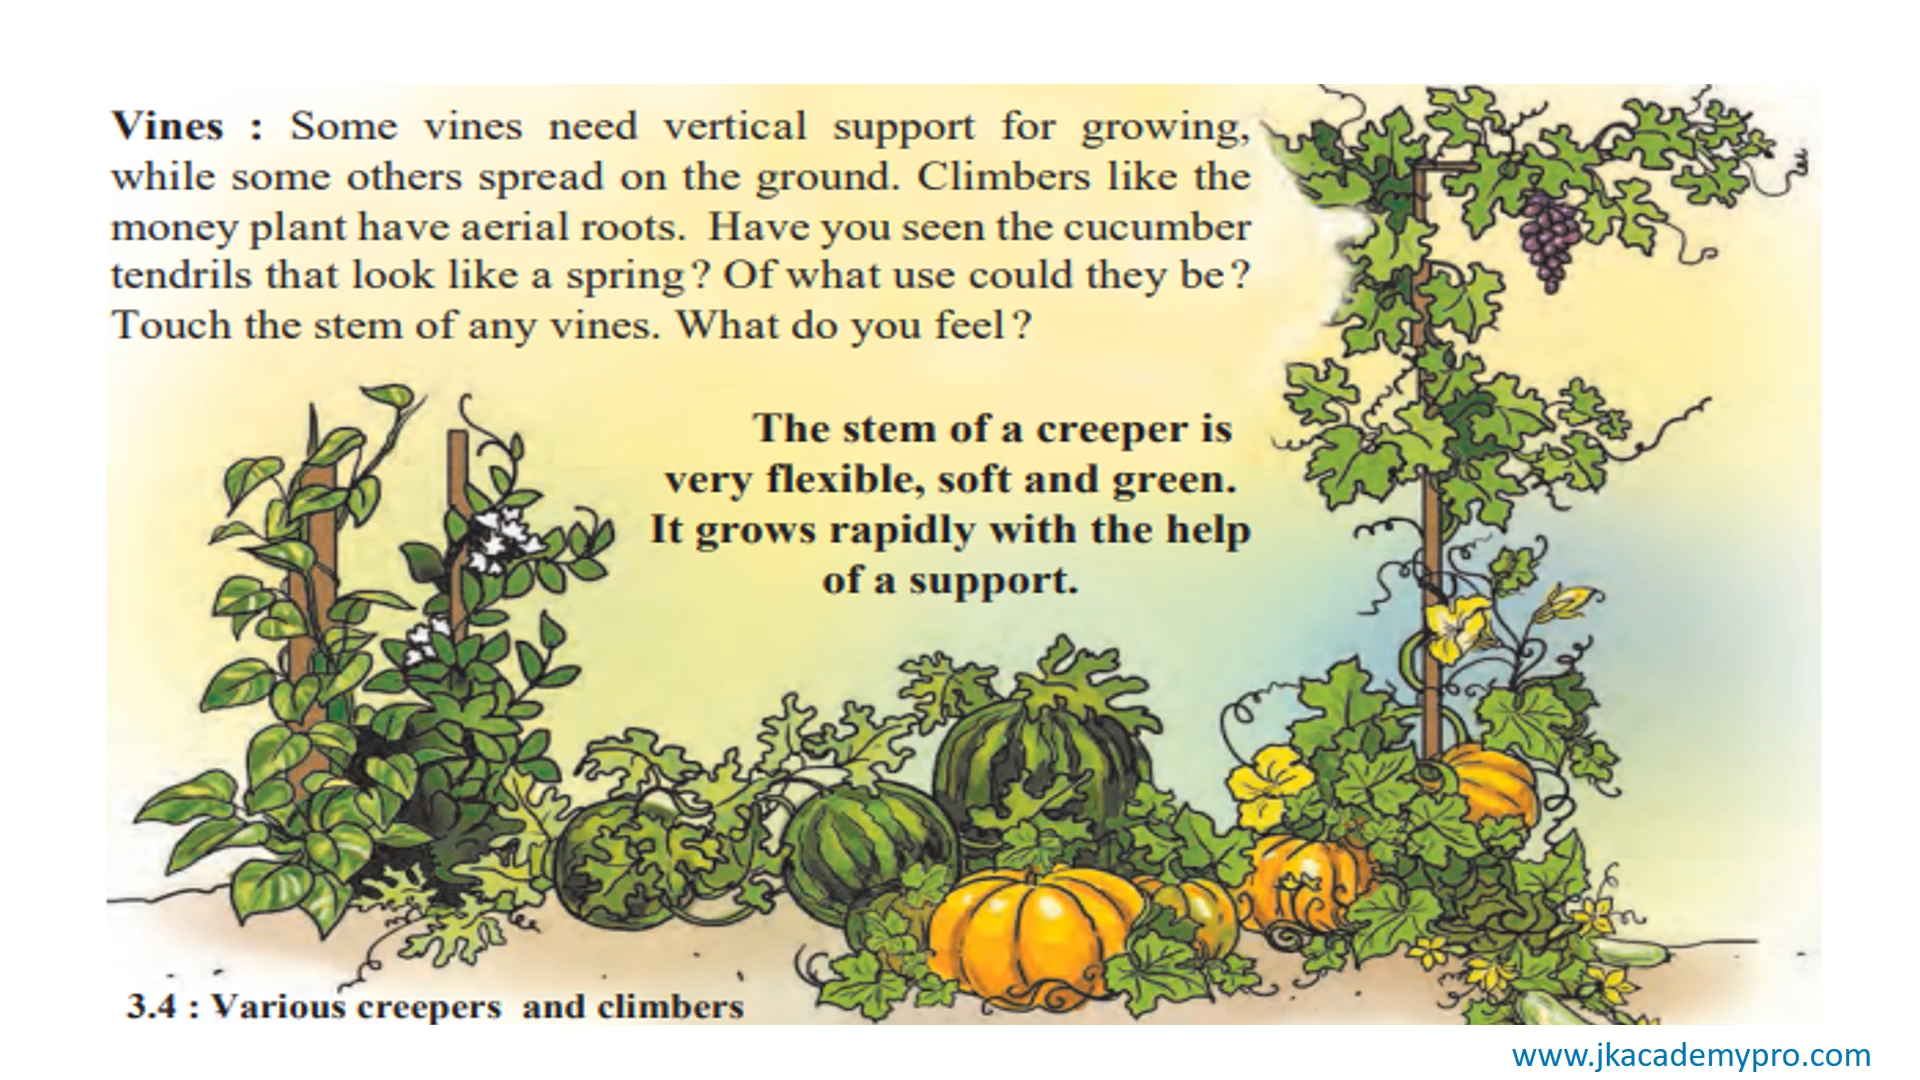 Vines : Some vines need vertical support for growing,
while some others spread on the ground. Climbers like the
money plant have aerial roots. Have you seen the cucumber
tendrils that look like a spring? Of what use could they be?
Touch the stem of any vines. What do you feel?
The stem of a creeper is
very flexible, soft and green.
It grows rapidly with the help
of a support.
3.4 : Various creepers and climbers
www.jkacademypro.com